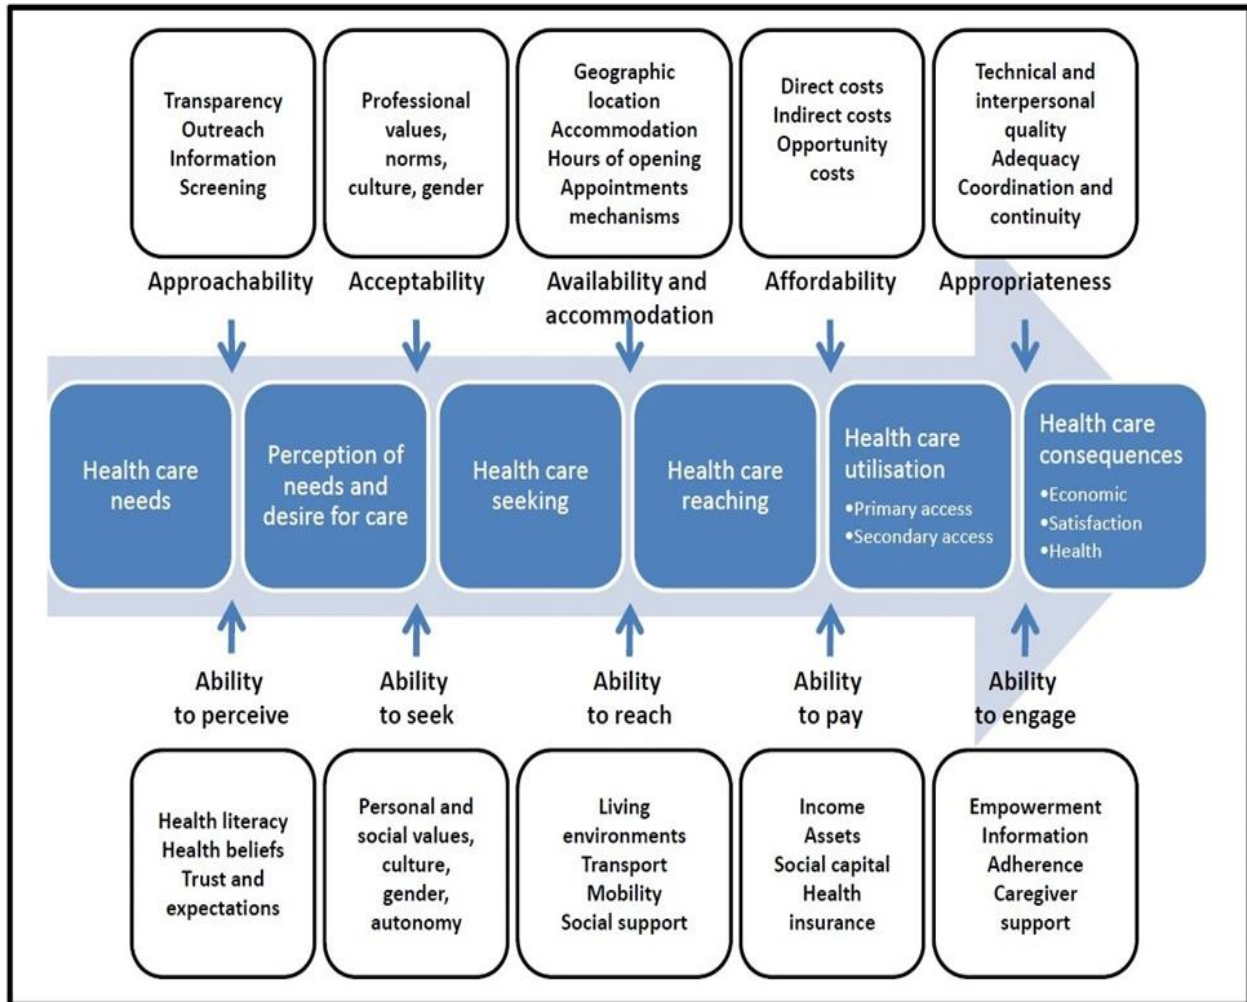 Transparency
Outreach
Information
Screening
Professional
values,
norms,
culture, gender
Geographic
location
Accommodation
Hours of opening
Appointments
mechanisms
Direct costs
Indirect costs
Opportunity
costs
Technical and
interpersonal
quality
Adequacy
Coordination and
continuity
Approachability
Acceptability
Availability and
accommodation
Affordability
Appropriateness
Health care
needs
Perception of
needs and
desire for care
Health care
seeking
Health care
reaching
Health care
utilisation
•Primary access
•Secondary access
Health care
consequences
•Economic
•Satisfaction
•Health
Ability
to perceive
Ability
to seek
Ability
to reach
Ability
to pay
Ability
to engage
Health literacy
Health beliefs
Trust and
expectations
Personal and
social values,
culture,
gender,
autonomy
Living
environments
Transport
Mobility
Social support
Income
Assets
Social capital
Health
insurance
Empowerment
Information
Adherence
Caregiver
support